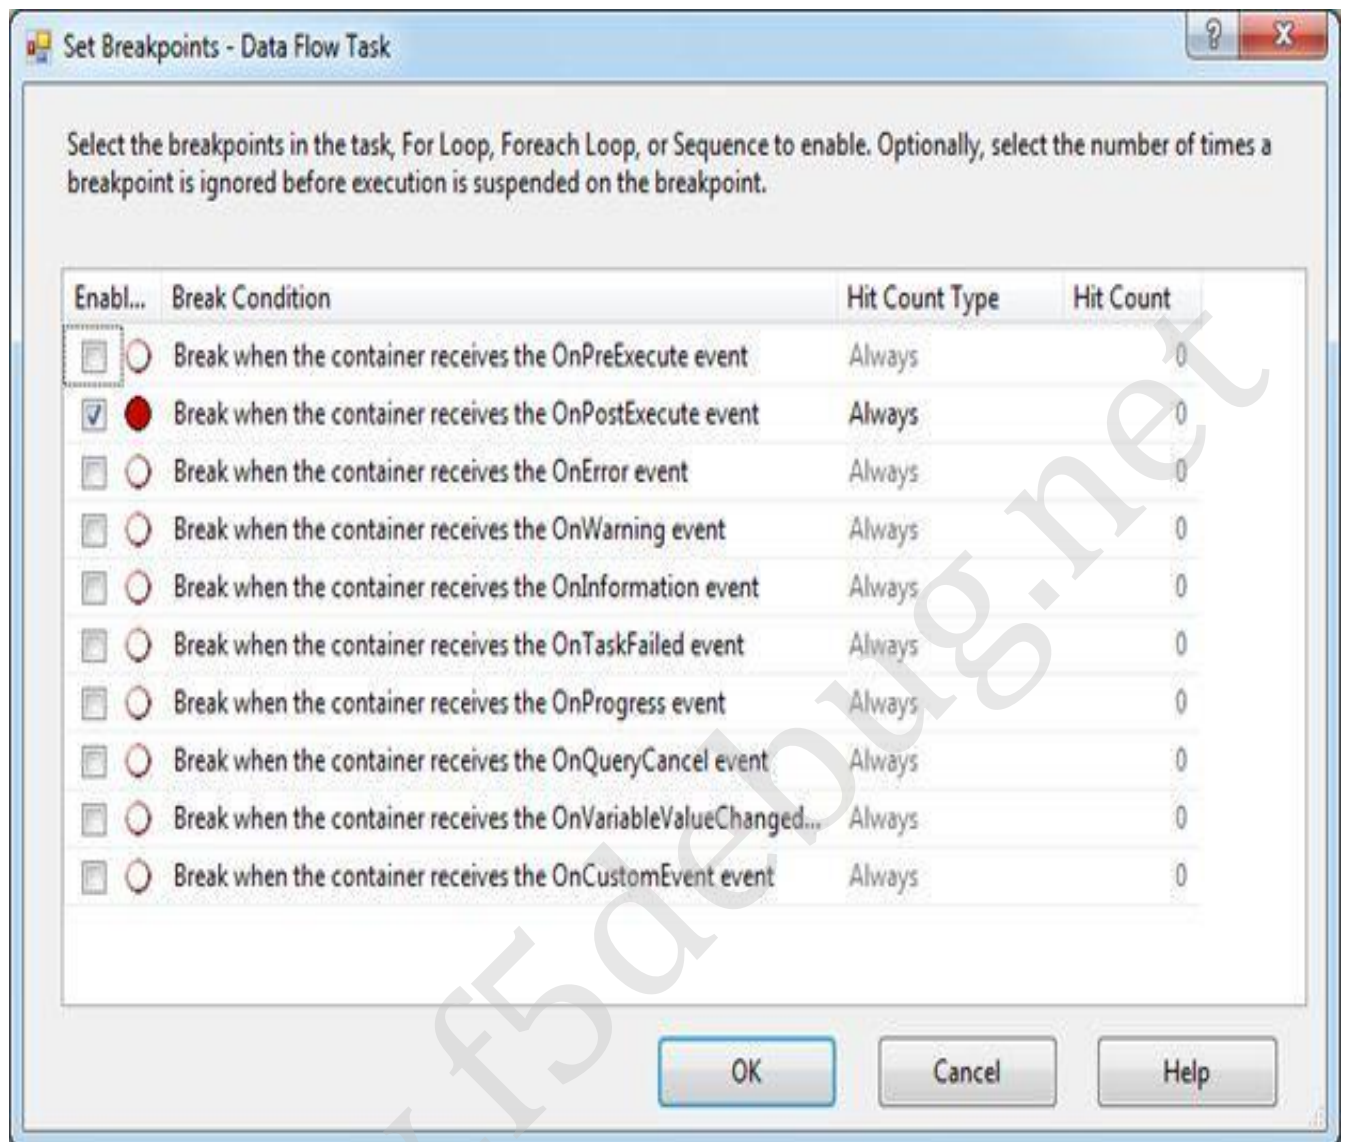 Set Breakpoints - Data Flow Task
Select the breakpoints in the task, For Loop, Foreach Loop, or Sequence to enable. Optionally, select the number of times a
breakpoint is ignored before execution is suspended on the breakpoint.
Enabl... Break Condition Hit Count Type Hit Count
Break when the container receives the OnPreExecute event Always 0
Break when the container receives the OnPostExecute event Always 0
Break when the container receives the OnError event Always 0
Break when the container receives the OnWarning event Always 0
Break when the container receives the OnInformation event Always 0
Break when the container receives the OnTaskFailed event Always 0
Break when the container receives the OnProgress event Always 0
Break when the container receives the OnQueryCancel event Always 0
Break when the container receives the OnVariableValueChanged... Always 0
Break when the container receives the OnCustomEvent event Always 0
OK Cancel Help
f5debug.net